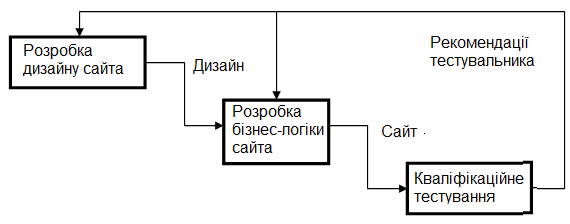 Розробка
дизайну сайта
Дизайн
Рекомендації
тестувальника
Розробка
бізнес-логіки
сайта
Сайт
Кваліфікаційне
тестування